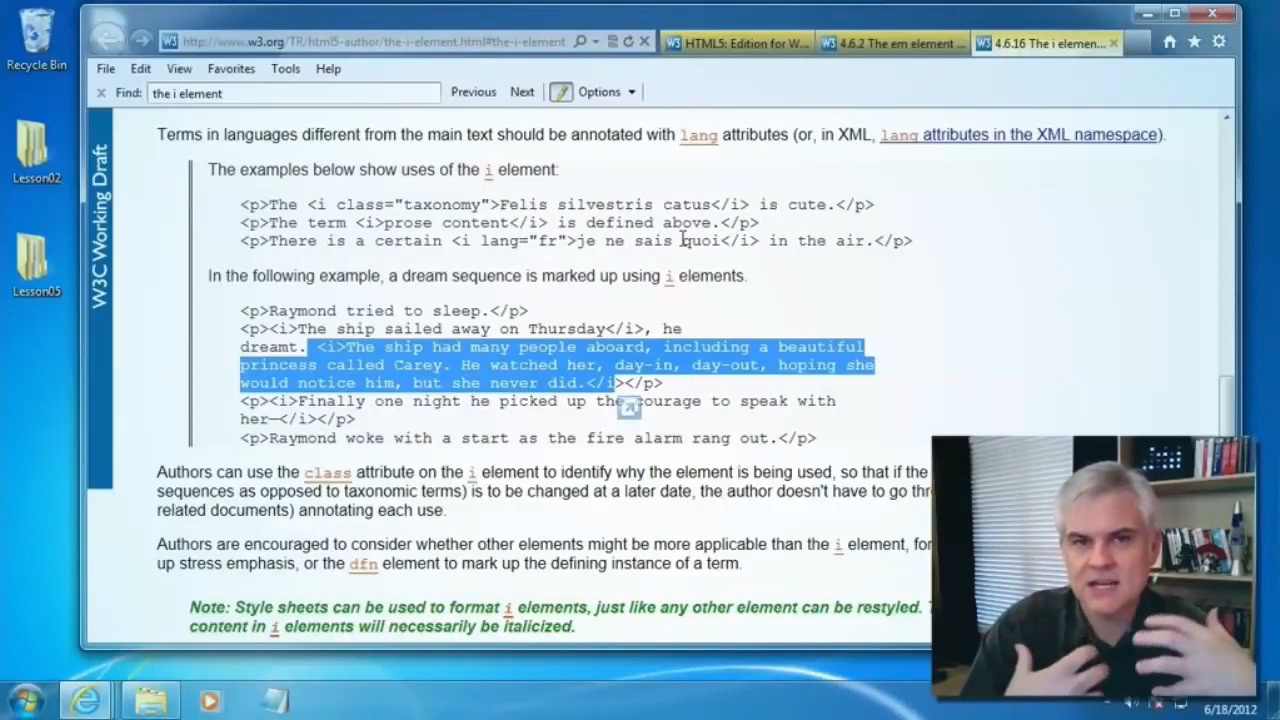 Recycle Bin
Lesson02
Lesson05
http://www.w3.org/TR/html5-author/the-i-element.html#the-i-element
HTML5: Edition for W...
4.6.2 The em element ...
4.6.16 The i elemen...
File Edit View Favorites Tools Help
Find: the i element Previous Next Options
W3C Working Draft
Terms in languages different from the main text should be annotated with lang attributes (or, in XML, lang attributes in the XML namespace).
The examples below show uses of the i element:
<p>The <i class="taxonomy">Felis silvestris catus</i> is cute.</p>
<p>The term <i>prose content</i> is defined above.</p>
<p>There is a certain <i lang="fr">je ne sais quoi</i> in the air.</p>
In the following example, a dream sequence is marked up using i elements.
<p>Raymond tried to sleep.</p>
<p><i>The ship sailed away on Thursday</i>, he
dreamt. <i>The ship had many people aboard, including a beautiful
princess called Carey. He watched her, day-in, day-out, hoping she
would notice him, but she never did.</i></p>
<p><i>Finally one night he picked up the courage to speak with
her—</i></p>
<p>Raymond woke with a start as the fire alarm rang out.</p>
Authors can use the class attribute on the i element to identify why the element is being used, so that if the
sequences as opposed to taxonomic terms) is to be changed at a later date, the author doesn't have to go thr
related documents) annotating each use.
Authors are encouraged to consider whether other elements might be more applicable than the i element, for
up stress emphasis, or the dfn element to mark up the defining instance of a term.
Note: Style sheets can be used to format i elements, just like any other element can be restyled.
content in i elements will necessarily be italicized.
6/18/2012